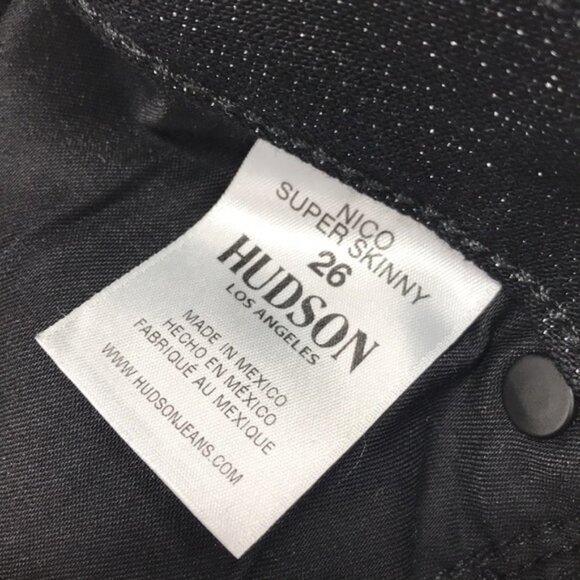 NICO
SUPER SKINNY
26
HUDSON
LOS ANGELES
MADE IN MEXICO
HECHO EN MÉXICO
FABRIQUÉ AU MEXIQUE
WWW.HUDSONJEANS.COM